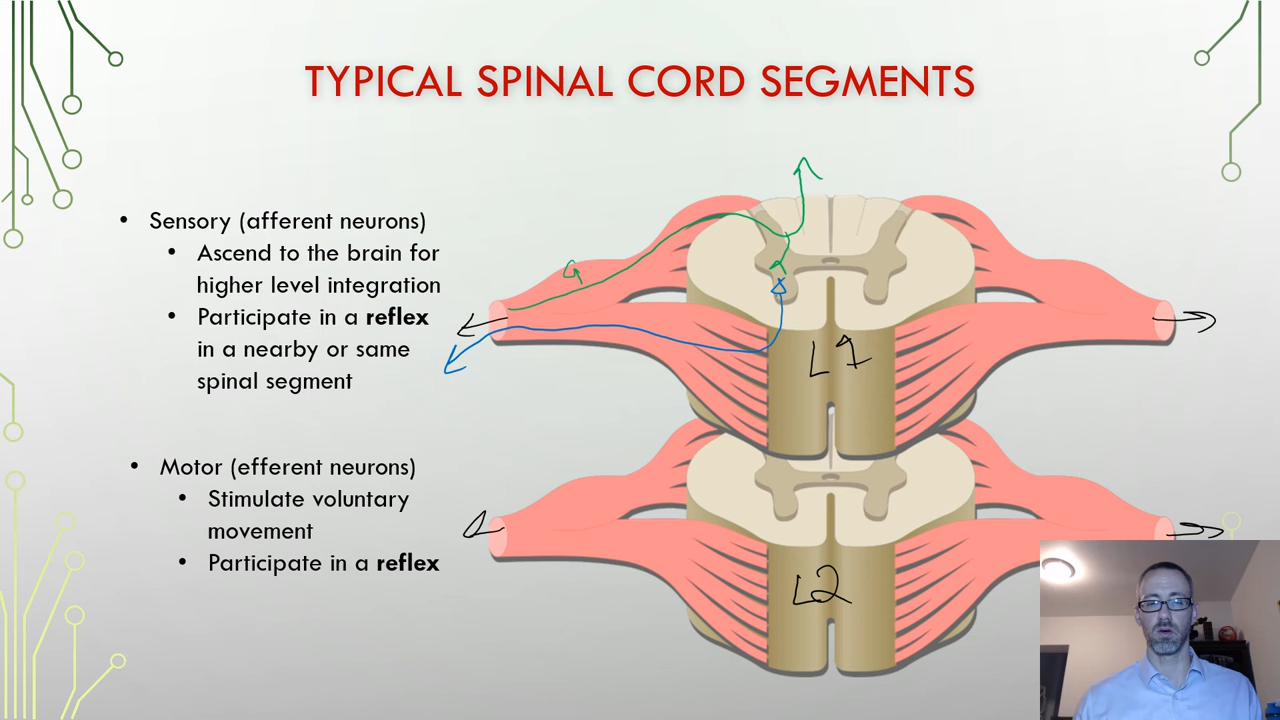 TYPICAL SPINAL CORD SEGMENTS
• Sensory (afferent neurons)
• Ascend to the brain for
higher level integration
• Participate in a reflex
in a nearby or same
spinal segment
• Motor (efferent neurons)
• Stimulate voluntary
movement
• Participate in a reflex
L1
L2